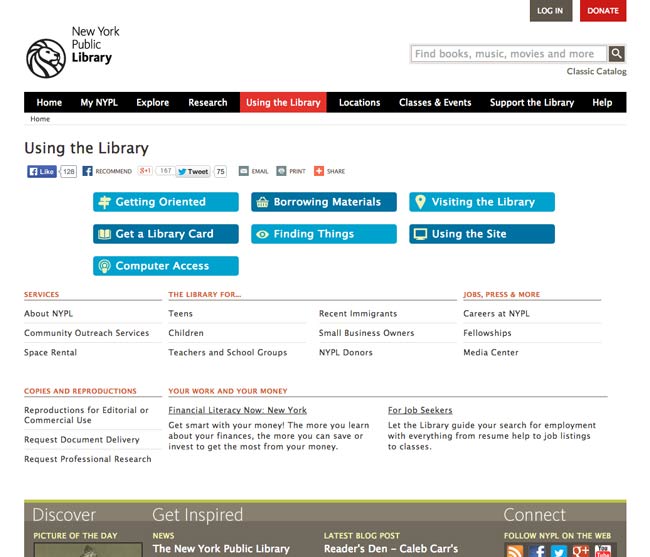 LOG IN
DONATE
New York
Public
Library
Find books, music, movies and more
Classic Catalog
Home
My NYPL
Explore
Research
Using the Library
Locations
Classes & Events
Support the Library
Help
Home
Using the Library
Like
128
RECOMMEND
+1
167
Tweet
75
EMAIL
PRINT
SHARE
Getting Oriented
Borrowing Materials
Visiting the Library
Get a Library Card
Finding Things
Using the Site
Computer Access
SERVICES
About NYPL
Community Outreach Services
Space Rental
THE LIBRARY FOR...
Teens
Children
Teachers and School Groups
Recent Immigrants
Small Business Owners
NYPL Donors
JOBS, PRESS & MORE
Careers at NYPL
Fellowships
Media Center
COPIES AND REPRODUCTIONS
Reproductions for Editorial or
Commercial Use
Request Document Delivery
Request Professional Research
YOUR WORK AND YOUR MONEY
Financial Literacy Now: New York
Get smart with your money! The more you learn
about your finances, the more you can save or
invest to get the most from your money.
For Job Seekers
Let the Library guide your search for employment
with everything from resume help to job listings
to classes.
Discover
PICTURE OF THE DAY
Get Inspired
NEWS
The New York Public Library
LATEST BLOG POST
Reader's Den - Caleb Carr's
Connect
FOLLOW NYPL ON THE WEB
You